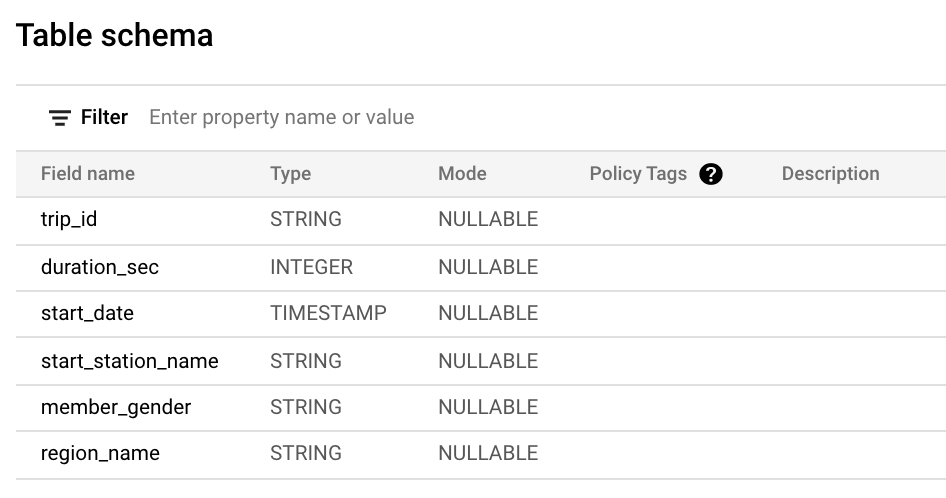 Table schema
Filter Enter property name or value
Field name Type Mode Policy Tags ? Description
trip_id STRING NULLABLE
duration_sec INTEGER NULLABLE
start_date TIMESTAMP NULLABLE
start_station_name STRING NULLABLE
member_gender STRING NULLABLE
region_name STRING NULLABLE